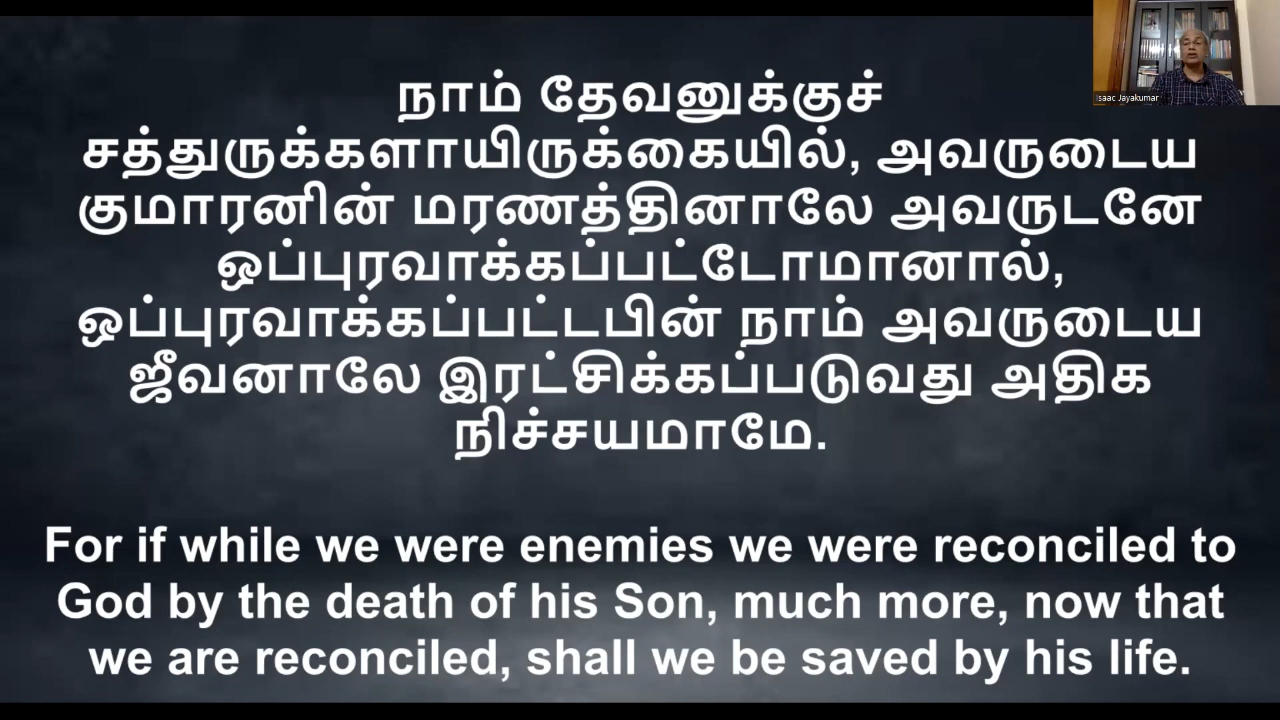 நாம் தேவனுக்குச்
சத்துருக்களாயிருக்கையில், அவருடைய
குமாரனின் மரணத்தினாலே அவருடனே
ஒப்புரவாக்கப்பட்டோமானால்,
ஒப்புரவாக்கப்பட்டபின் நாம் அவருடைய
ஜீவனாலே இரட்சிக்கப்படுவது அதிக
நிச்சயமாமே.
For if while we were enemies we were reconciled to
God by the death of his Son, much more, now that
we are reconciled, shall we be saved by his life.
Isaac Jayakumar